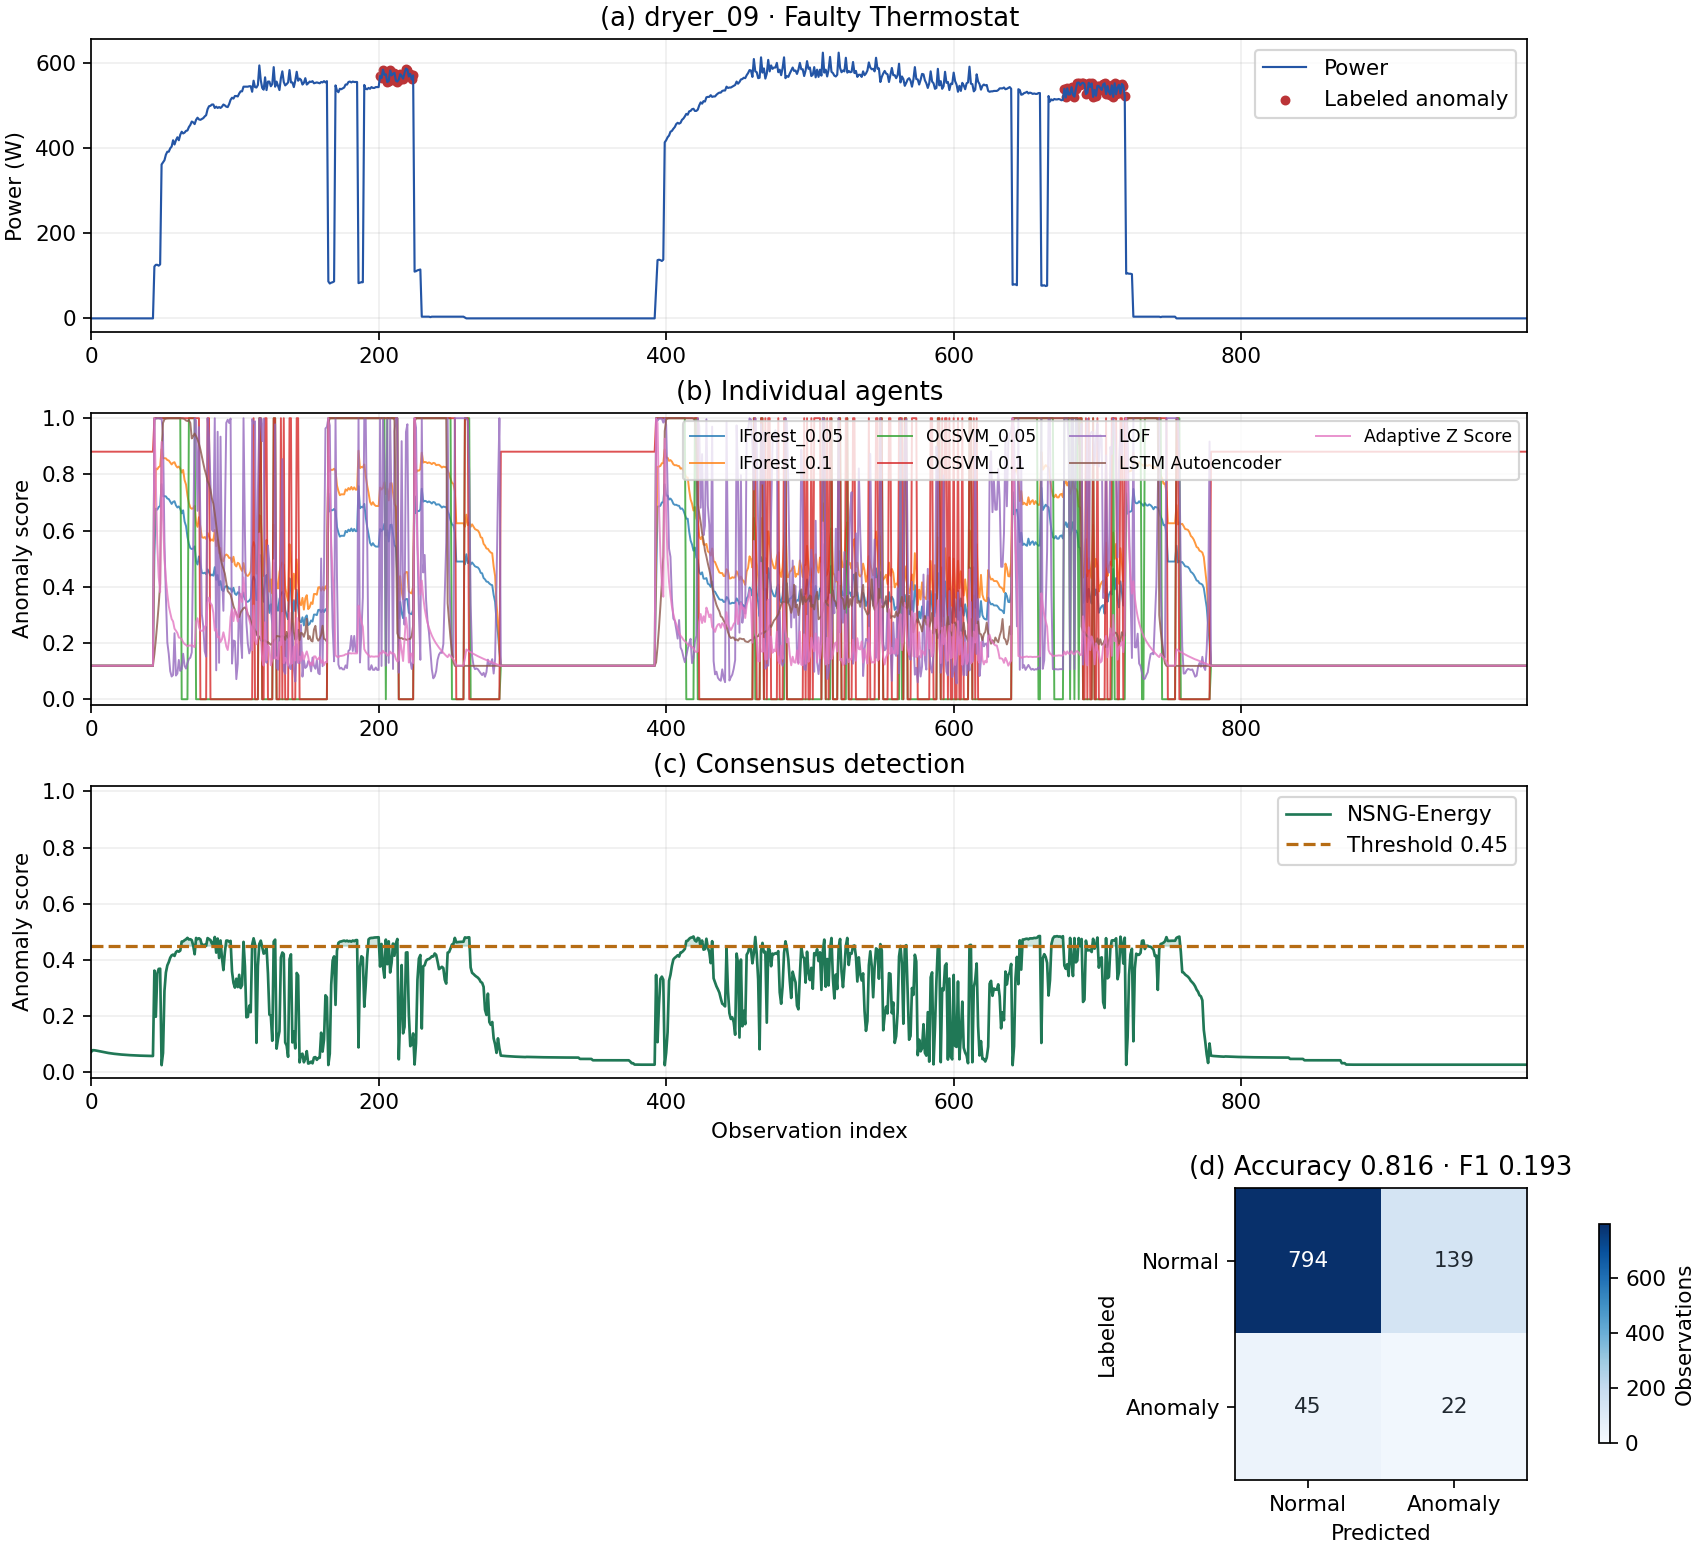 (a) dryer_09 · Faulty Thermostat
Power (W)
600
400
200
0
Power
Labeled anomaly
0 200 400 600 800
(b) Individual agents
Anomaly score
1.0
0.8
0.6
0.4
0.2
0.0
IForest_0.05 OCSVM_0.05 LOF Adaptive Z Score
IForest_0.1 OCSVM_0.1 LSTM Autoencoder
0 200 400 600 800
(c) Consensus detection
Anomaly score
1.0
0.8
0.6
0.4
0.2
0.0
NSNG-Energy
Threshold 0.45
0 200 400 600 800
Observation index
(d) Accuracy 0.816 · F1 0.193
Labeled
Normal 794 139
Anomaly 45 22
Normal Anomaly
Predicted
600
400
200
0
Observations